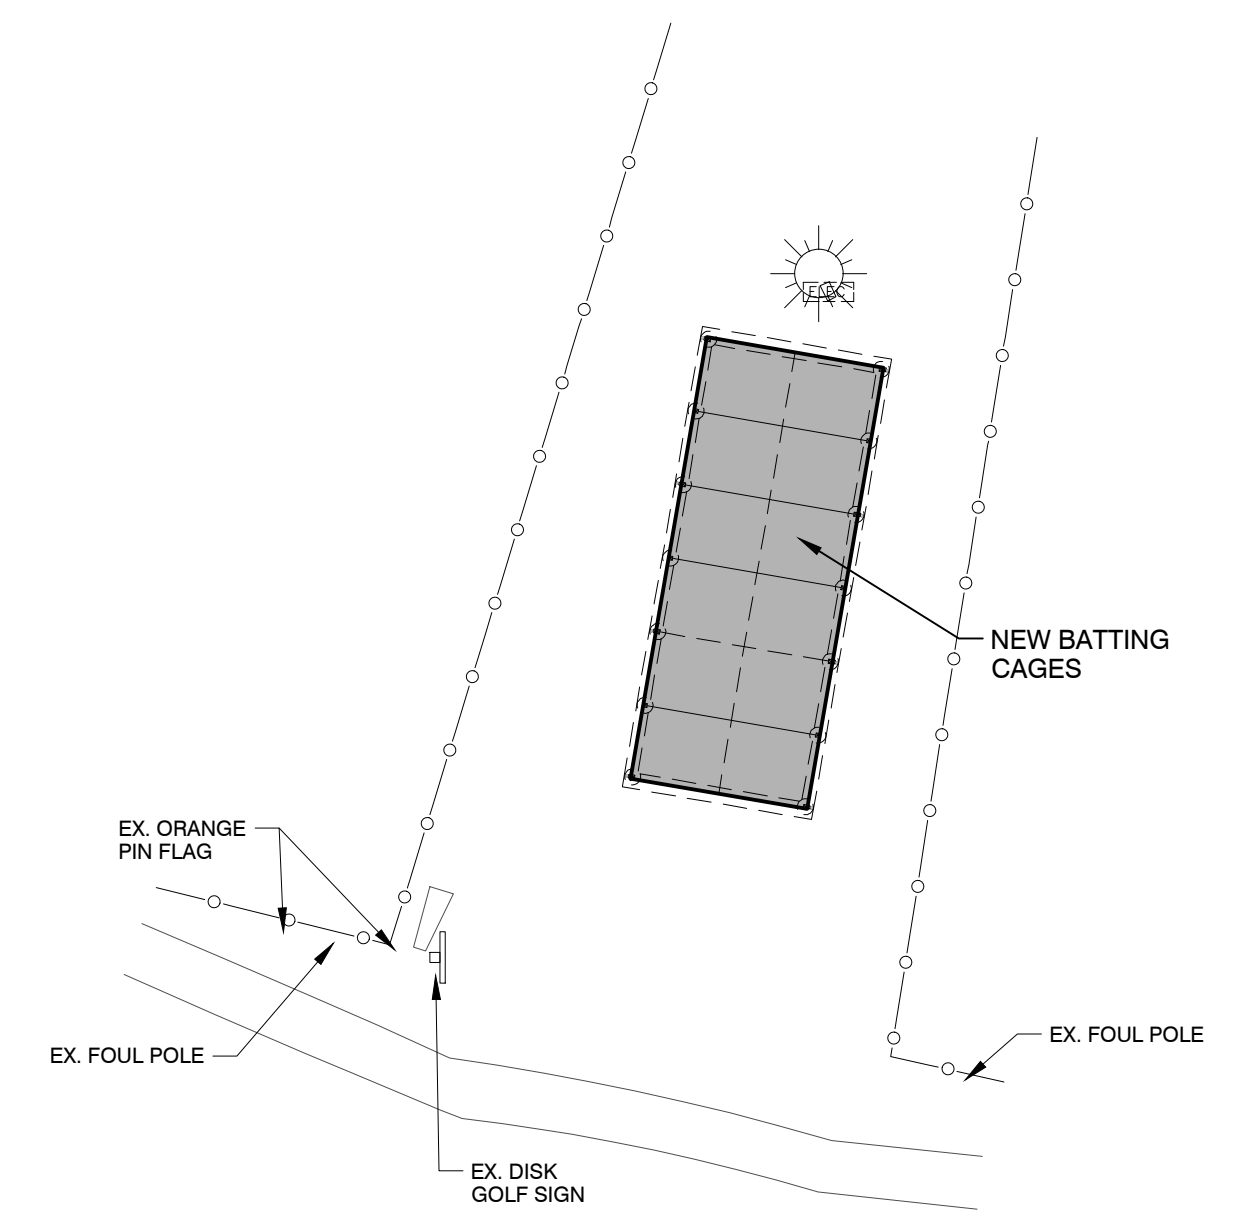 ELEC
NEW BATTING
CAGES
EX. ORANGE
PIN FLAG
EX. FOUL POLE
EX. FOUL POLE
EX. DISK
GOLF SIGN